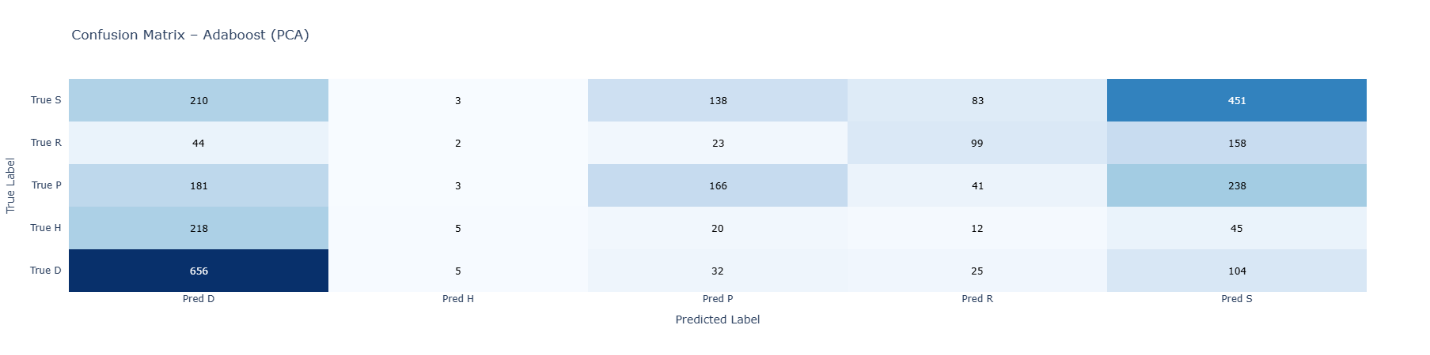 Confusion Matrix – Adaboost (PCA)
True Label
True S 210 3 138 83 451
True R 44 2 23 99 158
True P 181 3 166 41 238
True H 218 5 20 12 45
True D 656 5 32 25 104
Pred D Pred H Pred P Pred R Pred S
Predicted Label